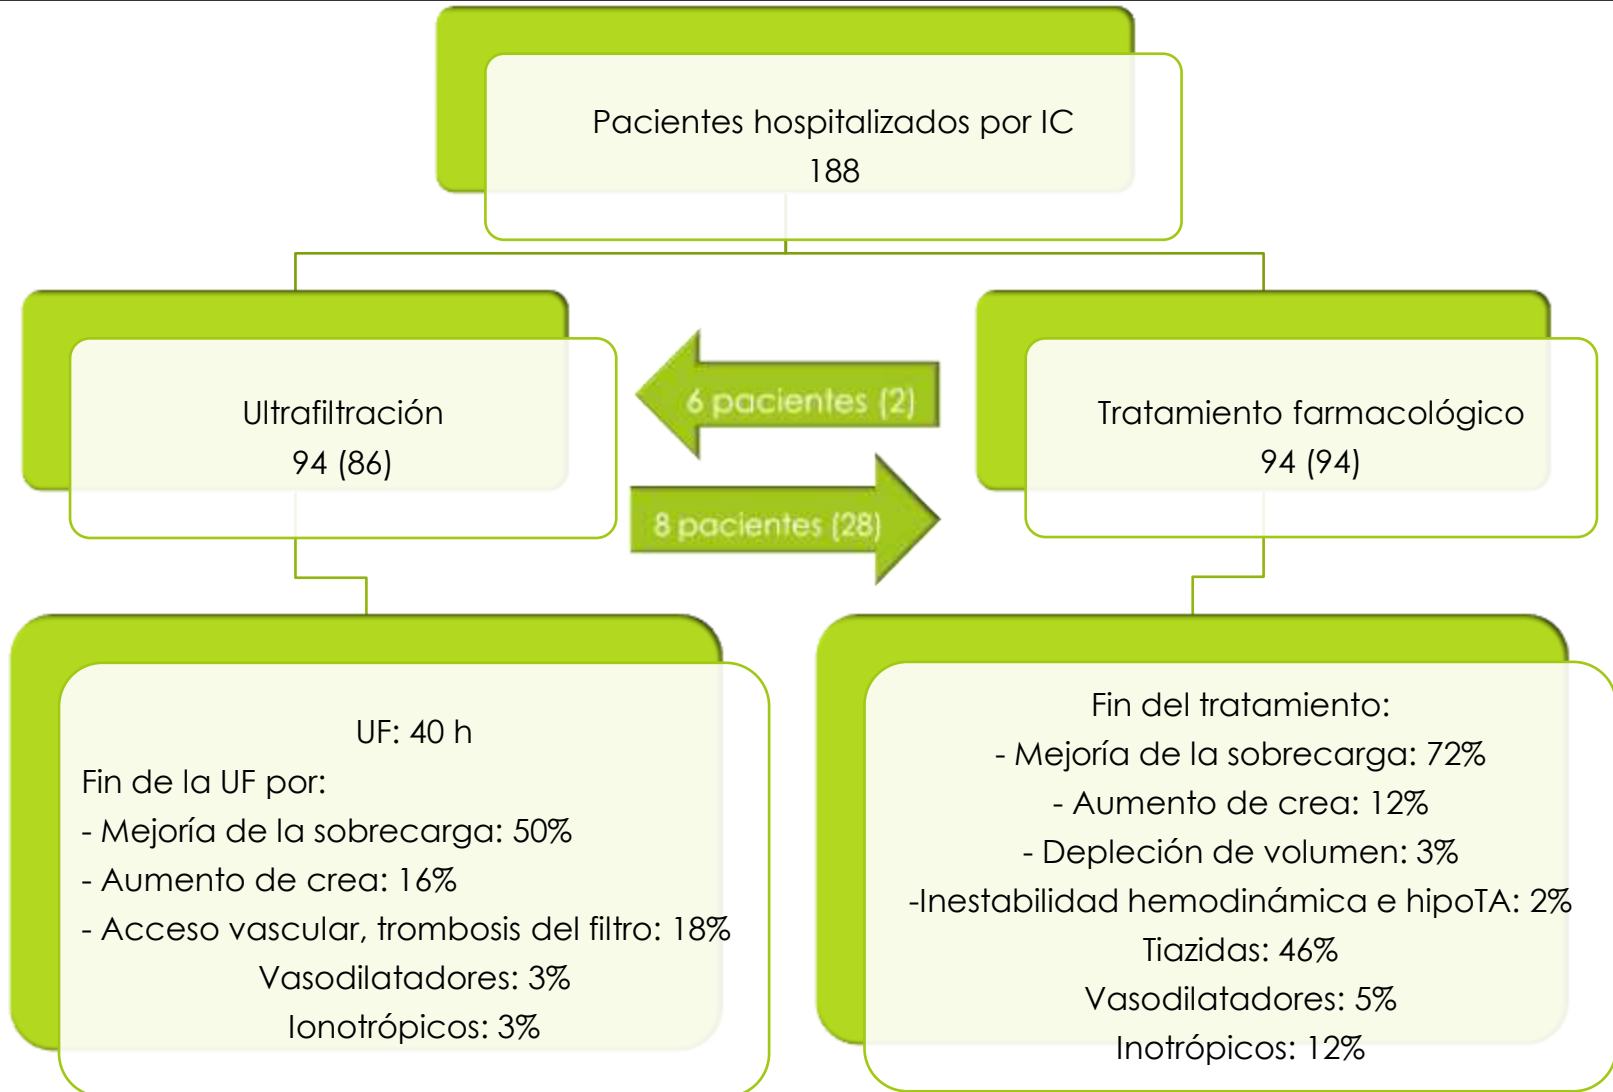 Pacientes hospitalizados por IC
188
Ultrafiltración
94 (86)
6 pacientes (2)
8 pacientes (28)
Tratamiento farmacológico
94 (94)
UF: 40 h
Fin de la UF por:
- Mejoría de la sobrecarga: 50%
- Aumento de crea: 16%
- Acceso vascular, trombosis del filtro: 18%
Vasodilatadores: 3%
Ionotrópicos: 3%
Fin del tratamiento:
- Mejoría de la sobrecarga: 72%
- Aumento de crea: 12%
- Depleción de volumen: 3%
-Inestabilidad hemodinámica e hipoTA: 2%
Tiazidas: 46%
Vasodilatadores: 5%
Inotrópicos: 12%